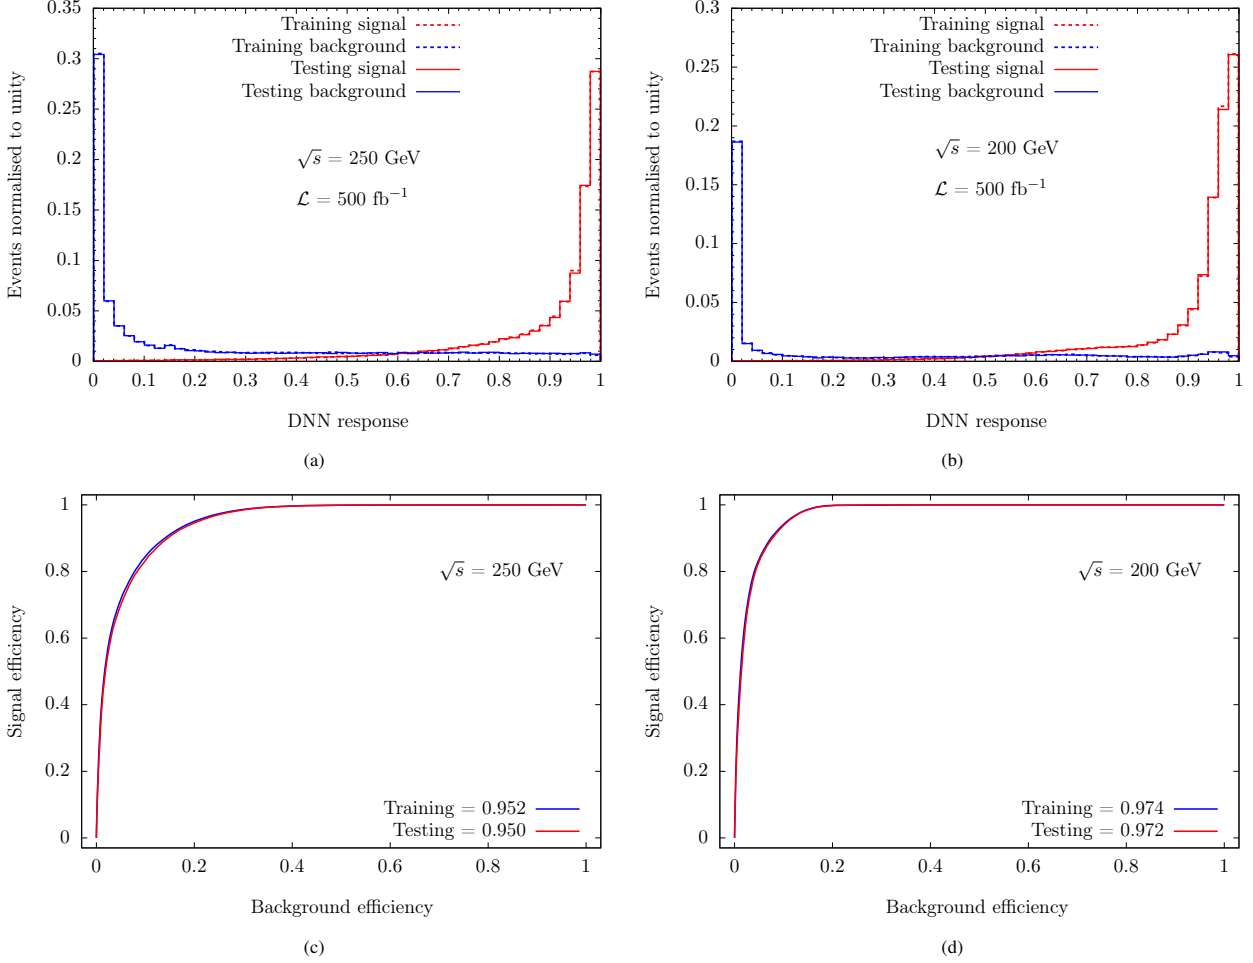 0.35
0.3
0.25
0.2
0.15
0.1
0.05
0
Events normalised to unity
Training signal
Training background
Testing signal
Testing background
√s = 250 GeV
ℒ = 500 fb⁻¹
0 0.1 0.2 0.3 0.4 0.5 0.6 0.7 0.8 0.9 1
DNN response
(a)
0.3
0.25
0.2
0.15
0.1
0.05
0
Events normalised to unity
Training signal
Training background
Testing signal
Testing background
√s = 200 GeV
ℒ = 500 fb⁻¹
0 0.1 0.2 0.3 0.4 0.5 0.6 0.7 0.8 0.9 1
DNN response
(b)
1
0.8
0.6
0.4
0.2
0
Signal efficiency
√s = 250 GeV
Training = 0.952
Testing = 0.950
0 0.2 0.4 0.6 0.8 1
Background efficiency
(c)
1
0.8
0.6
0.4
0.2
0
Signal efficiency
√s = 200 GeV
Training = 0.974
Testing = 0.972
0 0.2 0.4 0.6 0.8 1
Background efficiency
(d)